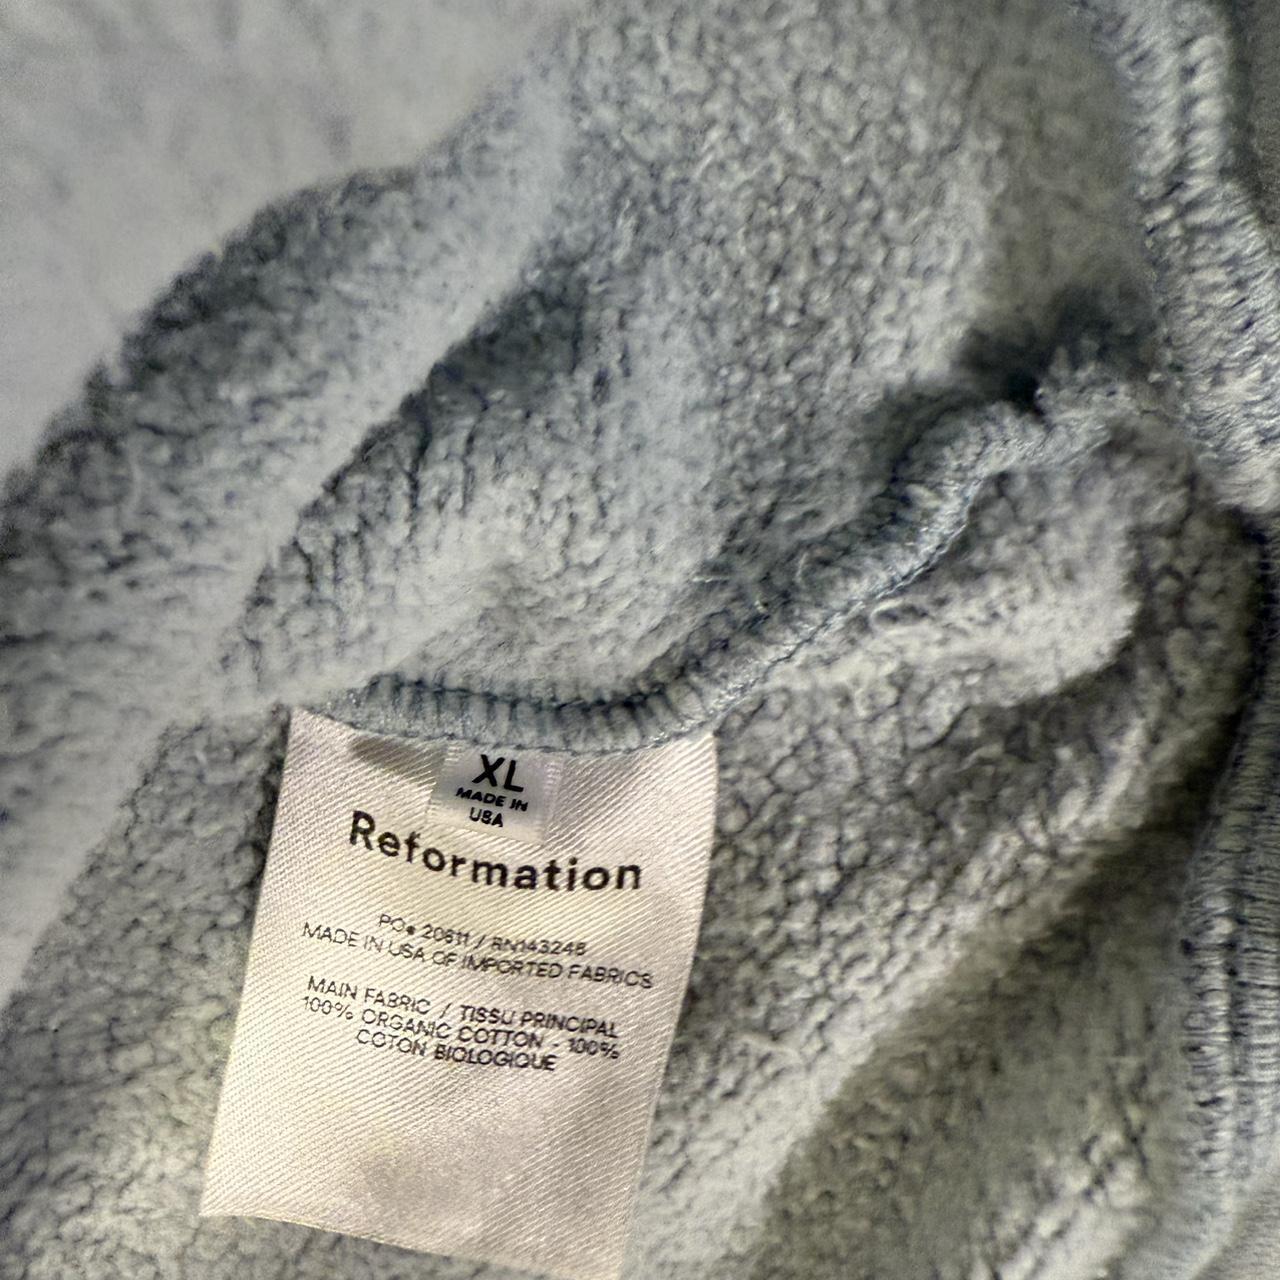 XL
MADE IN
USA
Reformation
PO# 20611 / RN143248
MADE IN USA OF IMPORTED FABRICS
MAIN FABRIC / TISSU PRINCIPAL
100% ORGANIC COTTON - 100%
COTON BIOLOGIQUE